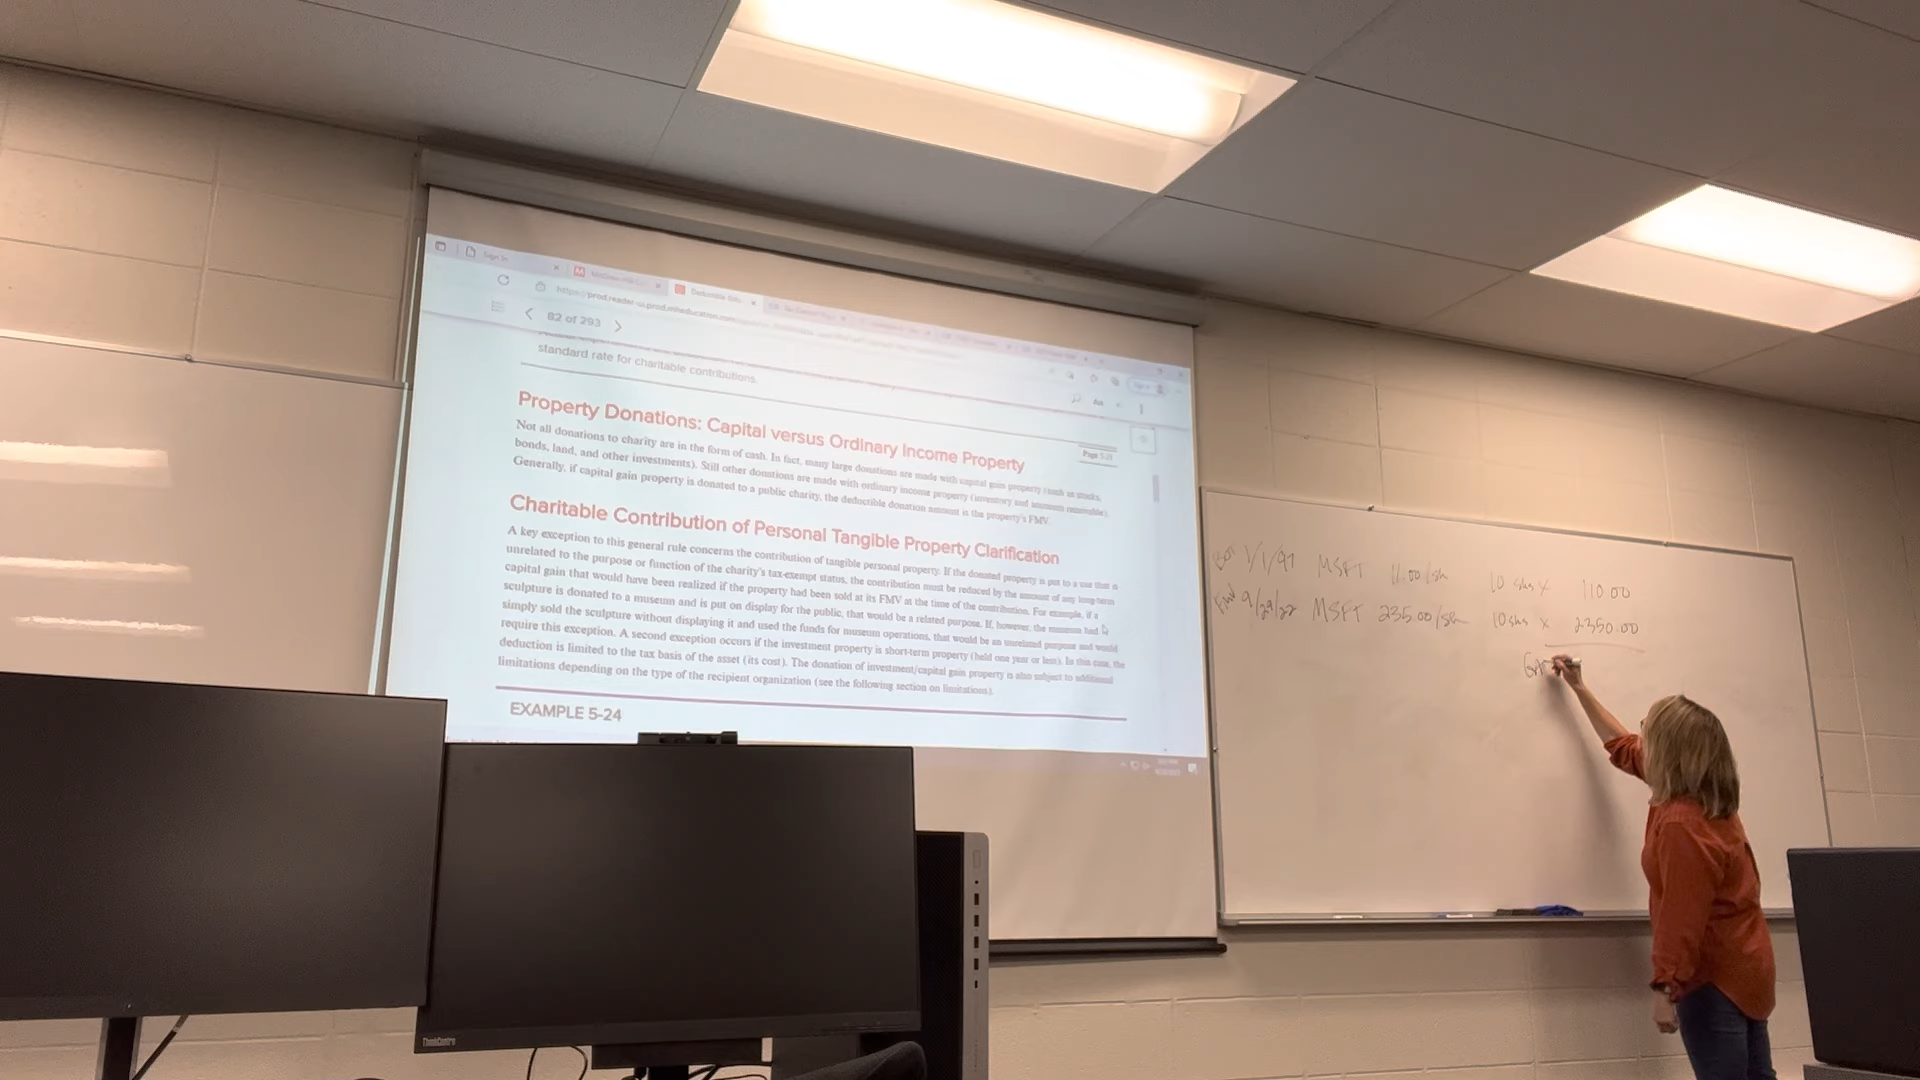 Sign In
82 of 293
standard rate for charitable contributions.
Property Donations: Capital versus Ordinary Income Property
Page 5-21
Not all donations to charity are in the form of cash. In fact, many large donations are made with capital gain property (such as stocks,
bonds, land, and other investments). Still other donations are made with ordinary income property (inventory and accounts receivable).
Generally, if capital gain property is donated to a public charity, the deductible donation amount is the property's FMV.
Charitable Contribution of Personal Tangible Property Clarification
A key exception to this general rule concerns the contribution of tangible personal property. If the donated property is put to a use that is
unrelated to the purpose or function of the charity's tax-exempt status, the contribution must be reduced by the amount of any long-term
capital gain that would have been realized if the property had been sold at its FMV at the time of the contribution. For example, if a
sculpture is donated to a museum and is put on display for the public, that would be a related purpose. If, however, the museum had
simply sold the sculpture without displaying it and used the funds for museum operations, that would be an unrelated purpose and would
require this exception. A second exception occurs if the investment property is short-term property (held one year or less). In this case, the
deduction is limited to the tax basis of the asset (its cost). The donation of investment/capital gain property is also subject to additional
limitations depending on the type of the recipient organization (see the following section on limitations).
EXAMPLE 5-24
1/1/97 MSFT 11.00/sh 10 shs x 110.00
FMV 9/29/22 MSFT 235.00/sh 10 shs x 2350.00
ThinkCentre